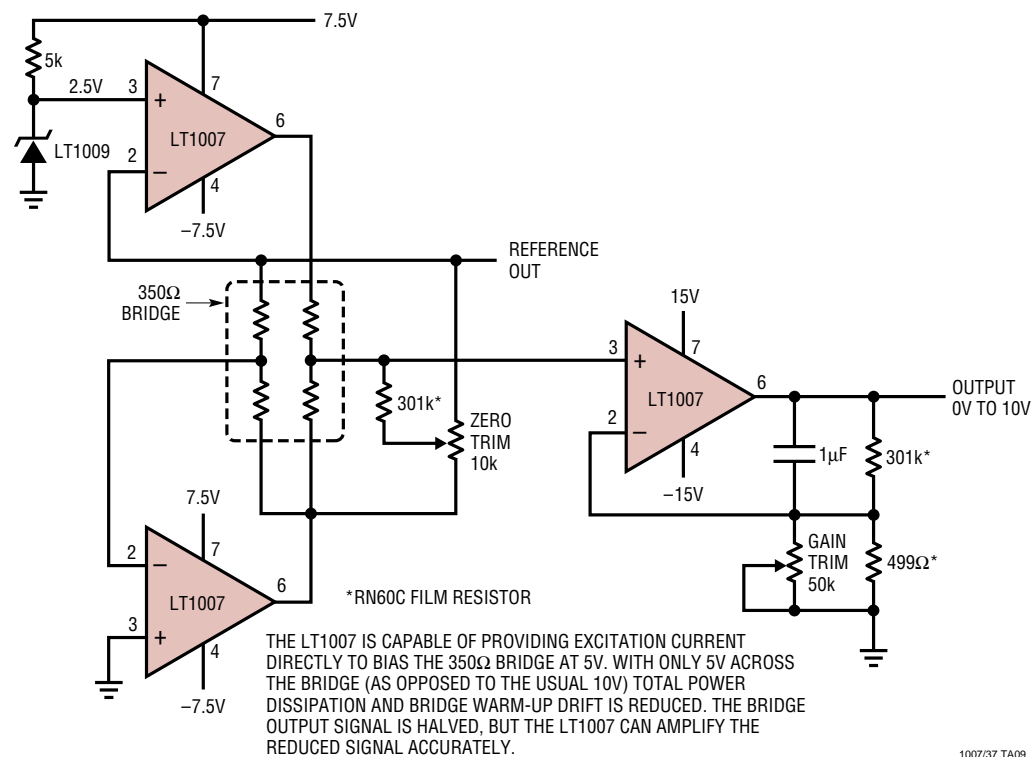 7.5V
5k
2.5V
3
+
7
6
LT1007
LT1009
2
−
4
−7.5V
REFERENCE
OUT
350Ω
BRIDGE
15V
3
+
7
6
LT1007
OUTPUT
0V TO 10V
2
−
4
−15V
301k*
ZERO
TRIM
10k
1µF
301k*
7.5V
2
−
7
6
LT1007
3
+
4
−7.5V
GAIN
TRIM
50k
499Ω*
*RN60C FILM RESISTOR
THE LT1007 IS CAPABLE OF PROVIDING EXCITATION CURRENT
DIRECTLY TO BIAS THE 350Ω BRIDGE AT 5V. WITH ONLY 5V ACROSS
THE BRIDGE (AS OPPOSED TO THE USUAL 10V) TOTAL POWER
DISSIPATION AND BRIDGE WARM-UP DRIFT IS REDUCED. THE BRIDGE
OUTPUT SIGNAL IS HALVED, BUT THE LT1007 CAN AMPLIFY THE
REDUCED SIGNAL ACCURATELY.
1007/37 TA09